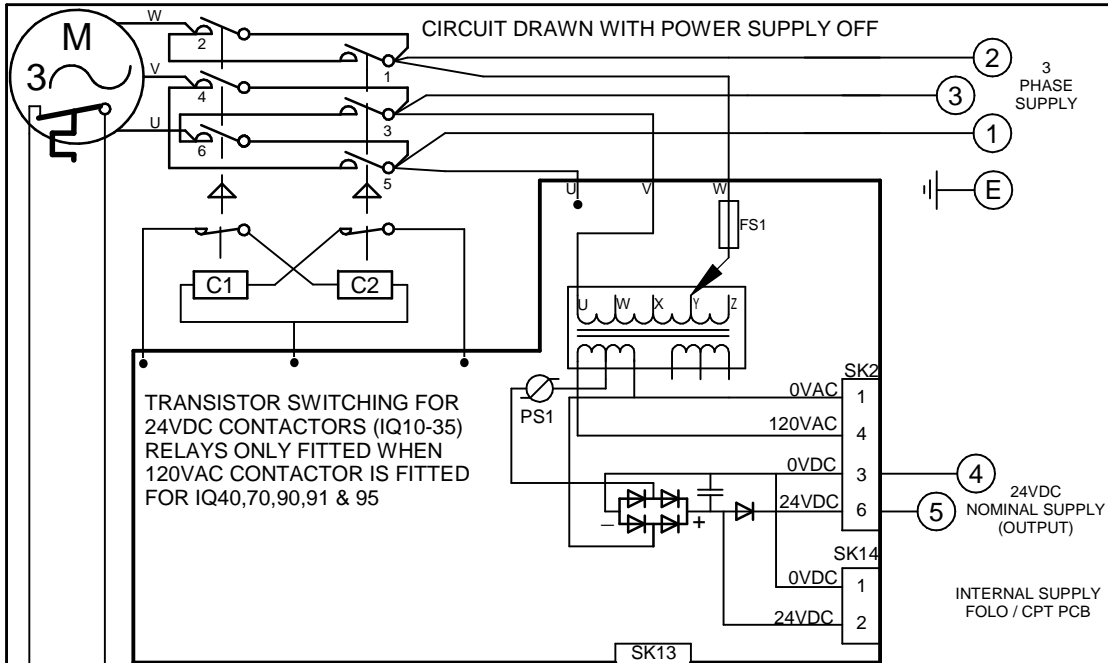 W
CIRCUIT DRAWN WITH POWER SUPPLY OFF
M
2
2
3
1
PHASE
3
V
SUPPLY
3
4
3
U
1
6
5
U
V
W
E
FS1
C1
C2
U
W
X
Y
Z
SK2
TRANSISTOR SWITCHING FOR
24VDC CONTACTORS (IQ10-35)
RELAYS ONLY FITTED WHEN
120VAC CONTACTOR IS FITTED
FOR IQ40,70,90,91 & 95
PS1
0VAC
1
120VAC
4
0VDC
3
4
24VDC
NOMINAL SUPPLY
(OUTPUT)
24VDC
6
5
–
+
SK14
0VDC
1
INTERNAL SUPPLY
FOLO / CPT PCB
24VDC
2
SK13